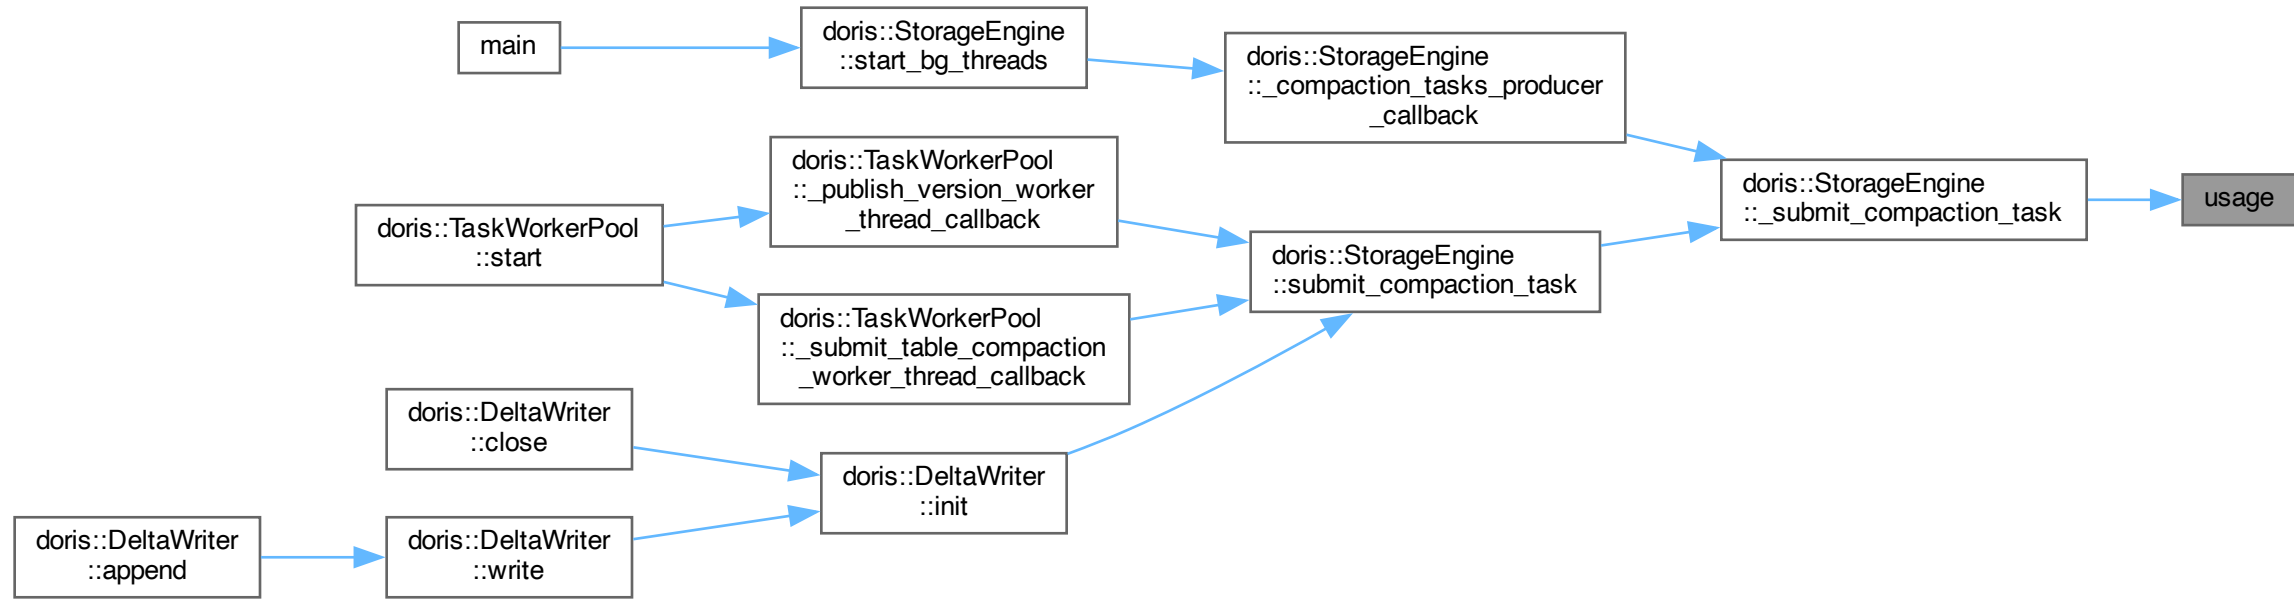 main
doris::StorageEngine
::start_bg_threads
doris::StorageEngine
::_compaction_tasks_producer
_callback
doris::TaskWorkerPool
::_publish_version_worker
_thread_callback
doris::StorageEngine
::_submit_compaction_task
usage
doris::TaskWorkerPool
::start
doris::StorageEngine
::submit_compaction_task
doris::TaskWorkerPool
::_submit_table_compaction
_worker_thread_callback
doris::DeltaWriter
::close
doris::DeltaWriter
::init
doris::DeltaWriter
::append
doris::DeltaWriter
::write